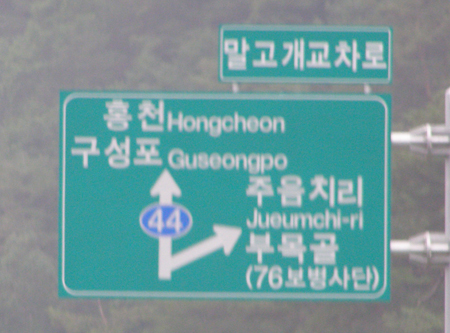 말고개교차로
홍천 Hongcheon
구성포 Guseongpo
44
주음치리
Jueumchi-ri
부목골
(76보병사단)